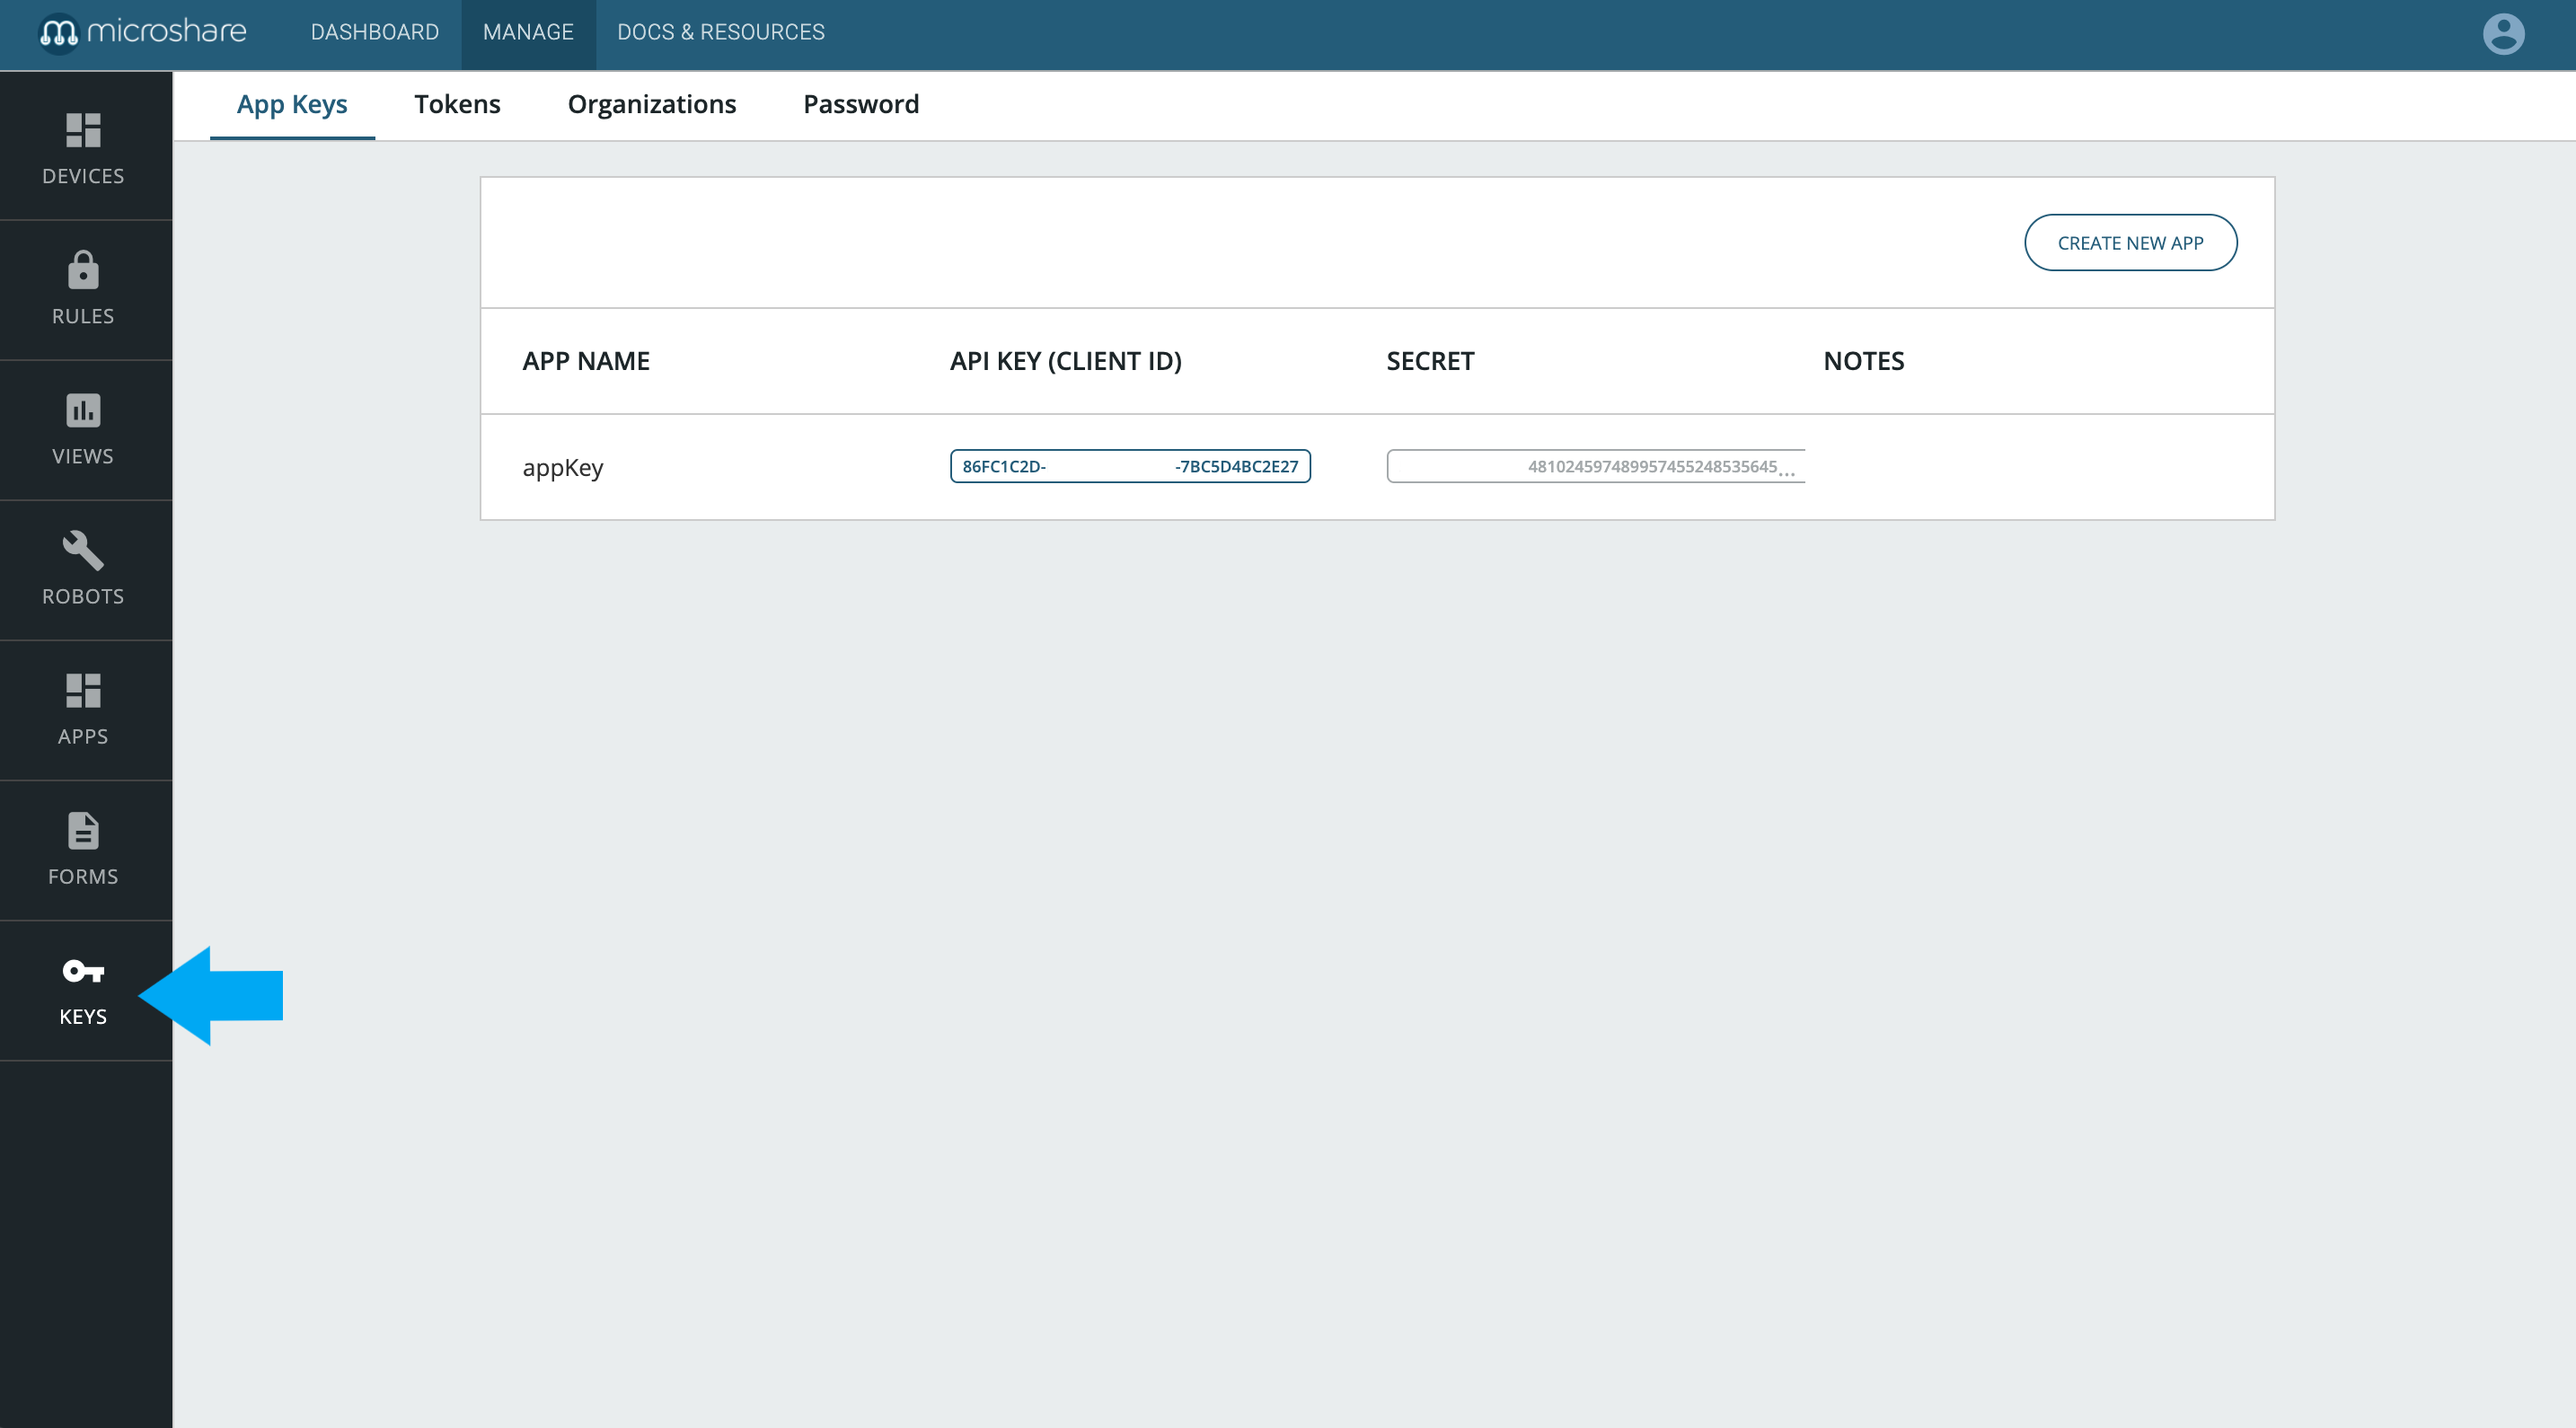 microshare DASHBOARD MANAGE DOCS & RESOURCES
App Keys Tokens Organizations Password
DEVICES
RULES
VIEWS
ROBOTS
APPS
FORMS
KEYS
CREATE NEW APP
APP NAME API KEY (CLIENT ID) SECRET NOTES
appKey 86FC1C2D- -7BC5D4BC2E27 481024597489957455248535645...